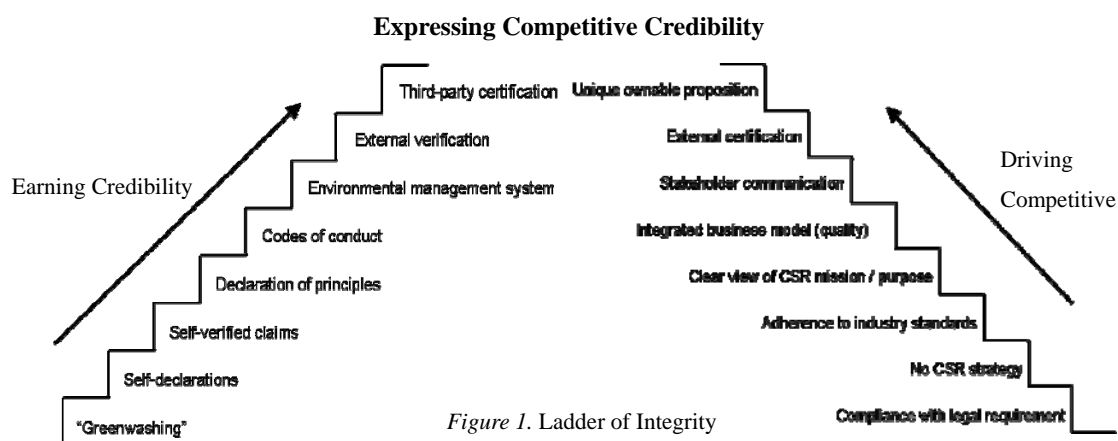 Expressing Competitive Credibility
Third-party certification
Unique ownable proposition
External verification
External certification
Earning Credibility
Environmental management system
Stakeholder communication
Driving
Competitive
Codes of conduct
Integrated business model (quality)
Declaration of principles
Clear view of CSR mission / purpose
Self-verified claims
Adherence to industry standards
Self-declarations
No CSR strategy
"Greenwashing"
Figure 1. Ladder of Integrity
Compliance with legal requirement